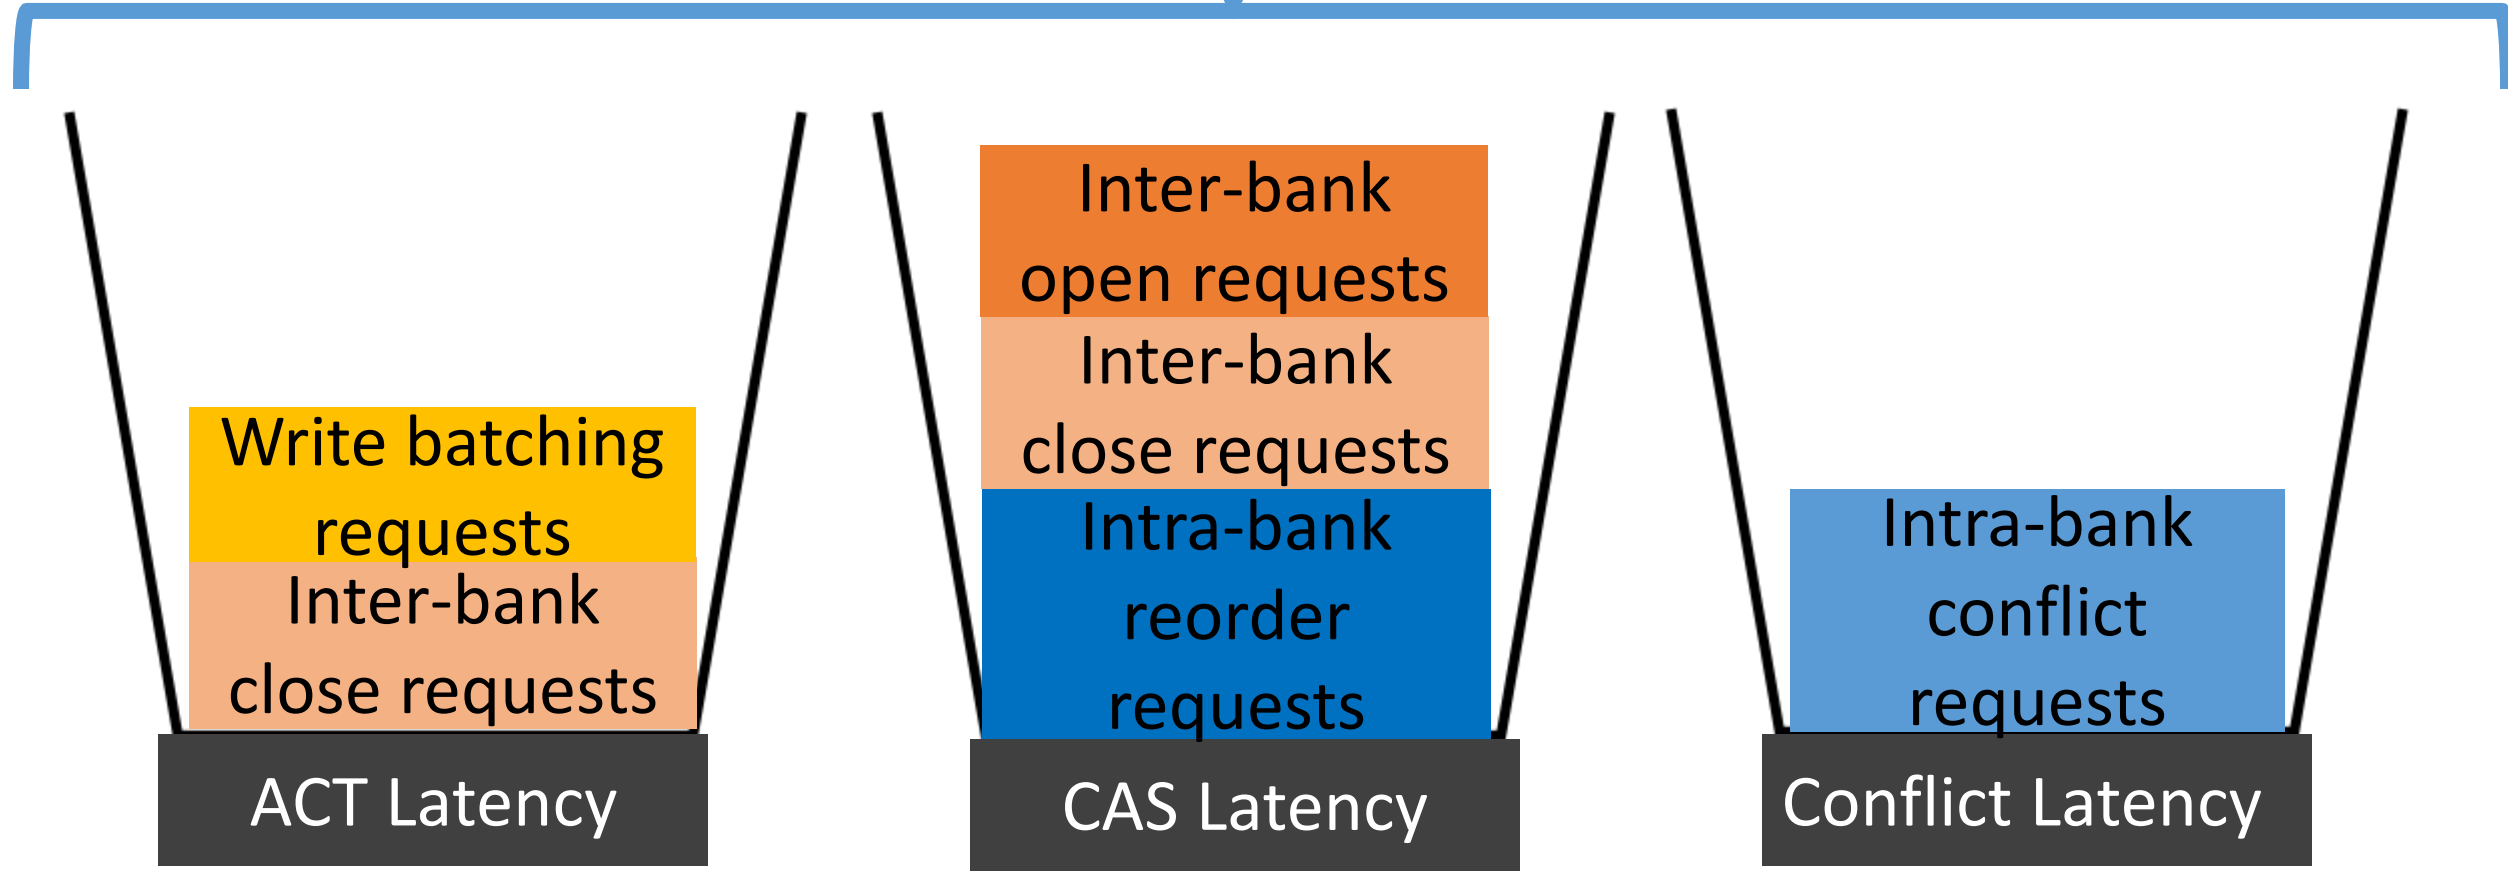 Write batching
requests
Inter-bank
close requests
ACT Latency
Inter-bank
open requests
Inter-bank
close requests
Intra-bank
reorder
requests
CAS Latency
Intra-bank
conflict
requests
Conflict Latency